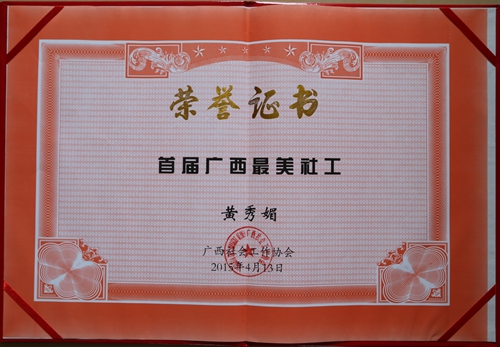 荣誉证书
首届广西最美社工
黄秀媚
广西社会工作协会
2015年4月13日